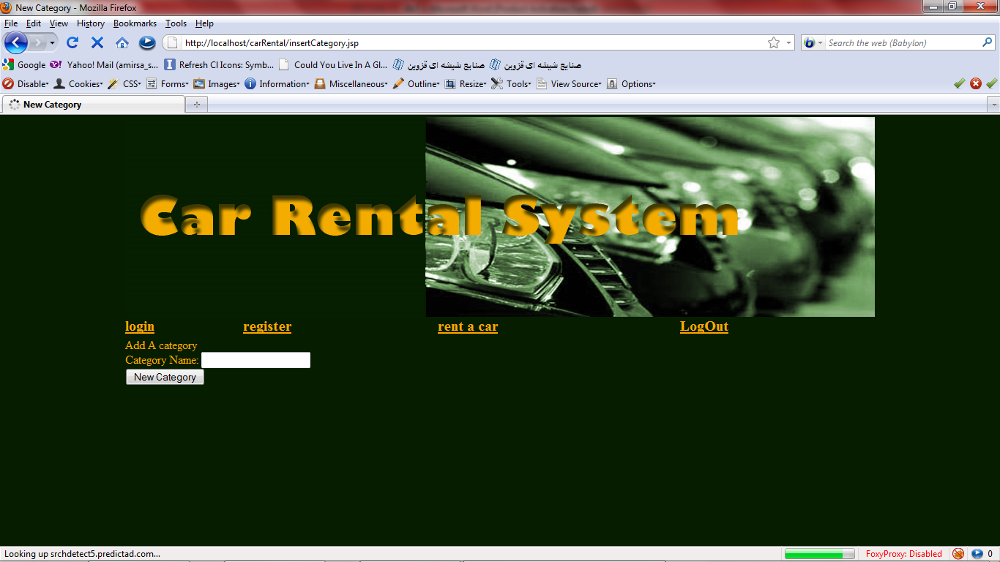 New Category - Mozilla Firefox
File Edit View History Bookmarks Tools Help
http://localhost/carRental/insertCategory.jsp
Search the web (Babylon)
Google Yahoo! Mail (amirsa_s... Refresh CI Icons: Symb... Could You Live In A Gl... صنایع شیشه ای قزوین صنایع شیشه ای قزوین
Disable Cookies CSS Forms Images Information Miscellaneous Outline Resize Tools View Source Options
New Category
Car Rental System
login register rent a car LogOut
Add A category
Category Name:
New Category
Looking up srchdetect5.predictad.com... FoxyProxy: Disabled 0